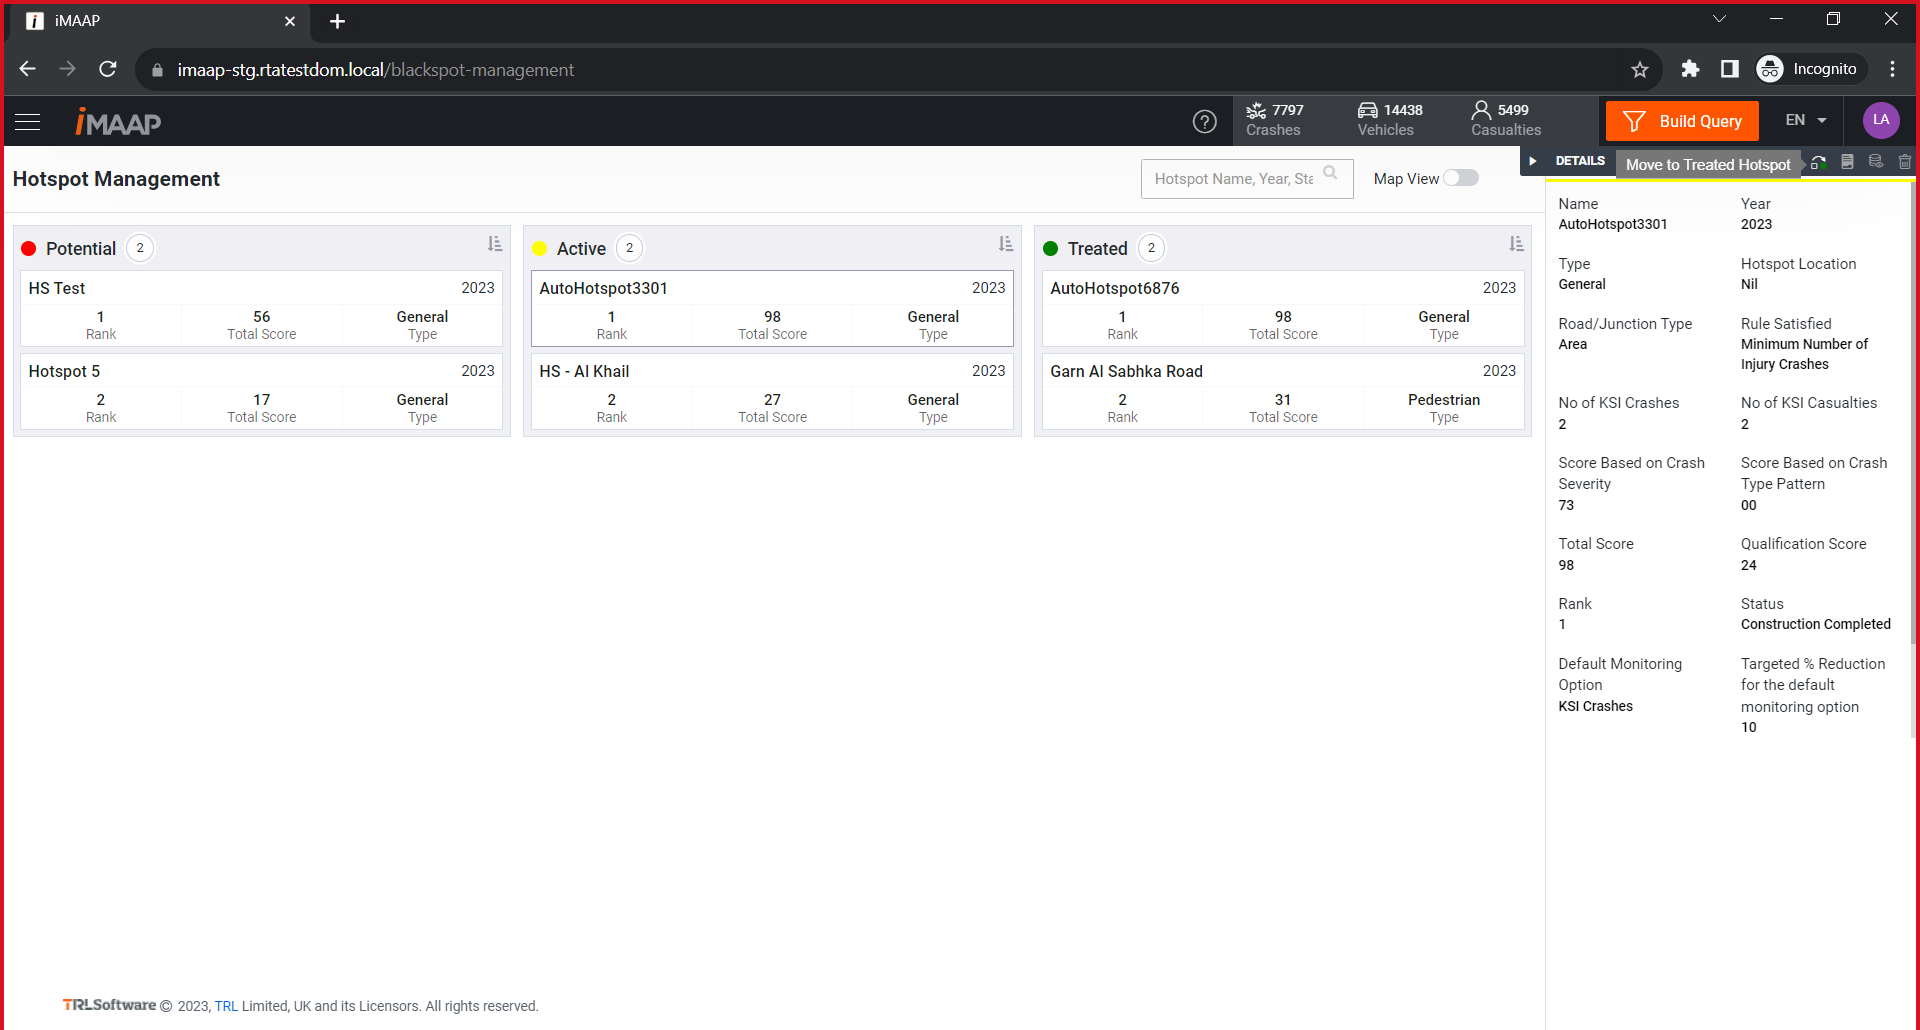 iMAAP
imaap-stg.rtatestdom.local/blackspot-management
Incognito
iMAAP
7797
Crashes
14438
Vehicles
5499
Casualties
Build Query
EN
LA
Hotspot Management
Hotspot Name, Year, Sta
Map View
DETAILS
Move to Treated Hotspot
Potential 2
HS Test 2023
1 56 General
Rank Total Score Type
Hotspot 5 2023
2 17 General
Rank Total Score Type
Active 2
AutoHotspot3301 2023
1 98 General
Rank Total Score Type
HS - Al Khail 2023
2 27 General
Rank Total Score Type
Treated 2
AutoHotspot6876 2023
1 98 General
Rank Total Score Type
Garn Al Sabhka Road 2023
2 31 Pedestrian
Rank Total Score Type
Name
AutoHotspot3301
Year
2023
Type
General
Hotspot Location
Nil
Road/Junction Type
Area
Rule Satisfied
Minimum Number of
Injury Crashes
No of KSI Crashes
2
No of KSI Casualties
2
Score Based on Crash
Severity
73
Score Based on Crash
Type Pattern
00
Total Score
98
Qualification Score
24
Rank
1
Status
Construction Completed
Default Monitoring
Option
KSI Crashes
Targeted % Reduction
for the default
monitoring option
10
TRLSoftware © 2023, TRL Limited, UK and its Licensors. All rights reserved.